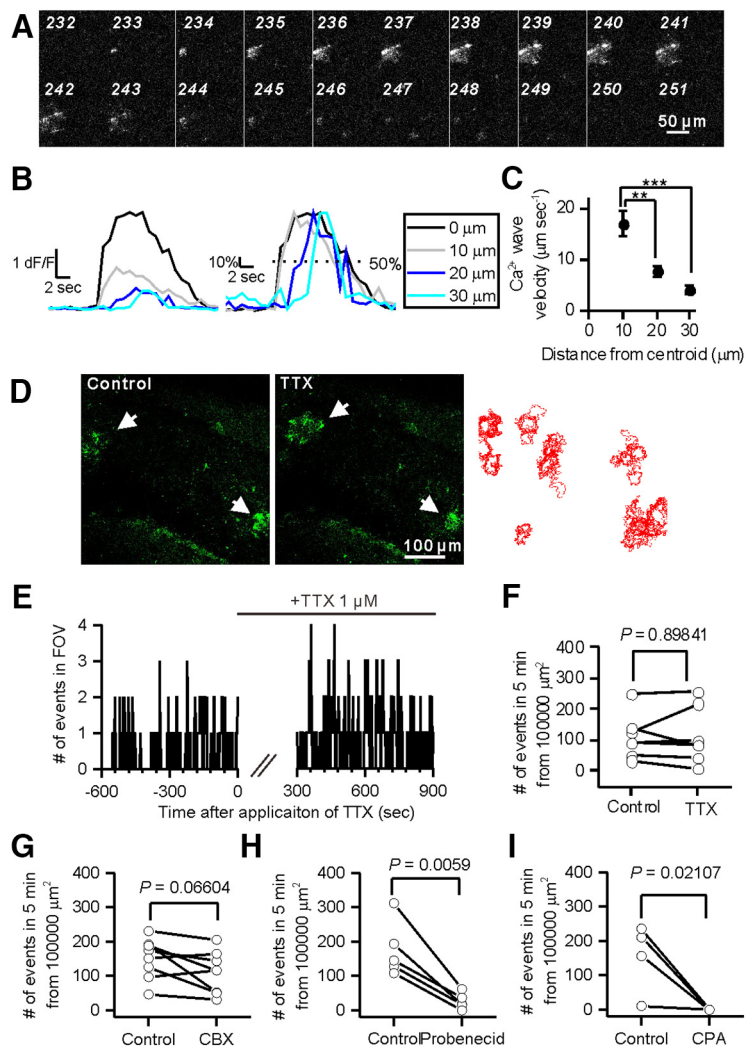 A
232 233 234 235 236 237 238 239 240 241
242 243 244 245 246 247 248 249 250 251
50 µm
B
1 dF/F
2 sec
10%
2 sec
50%
0 µm
10 µm
20 µm
30 µm
C
***
**
Ca²⁺ wave
velocity (µm sec⁻¹)
20
10
0
0 10 20 30
Distance from centroid (µm)
D
Control
TTX
100 µm
E
+TTX 1 µM
# of events in FOV
4
3
2
1
0
-600 -300 0 300 600 900
Time after applicaiton of TTX (sec)
F
P = 0.89841
# of events in 5 min
from 100000 µm²
400
300
200
100
0
Control TTX
G
P = 0.06604
# of events in 5 min
from 100000 µm²
400
300
200
100
0
Control CBX
H
P = 0.0059
# of events in 5 min
from 100000 µm²
400
300
200
100
0
Control Probenecid
I
P = 0.02107
# of events in 5 min
from 100000 µm²
400
300
200
100
0
Control CPA